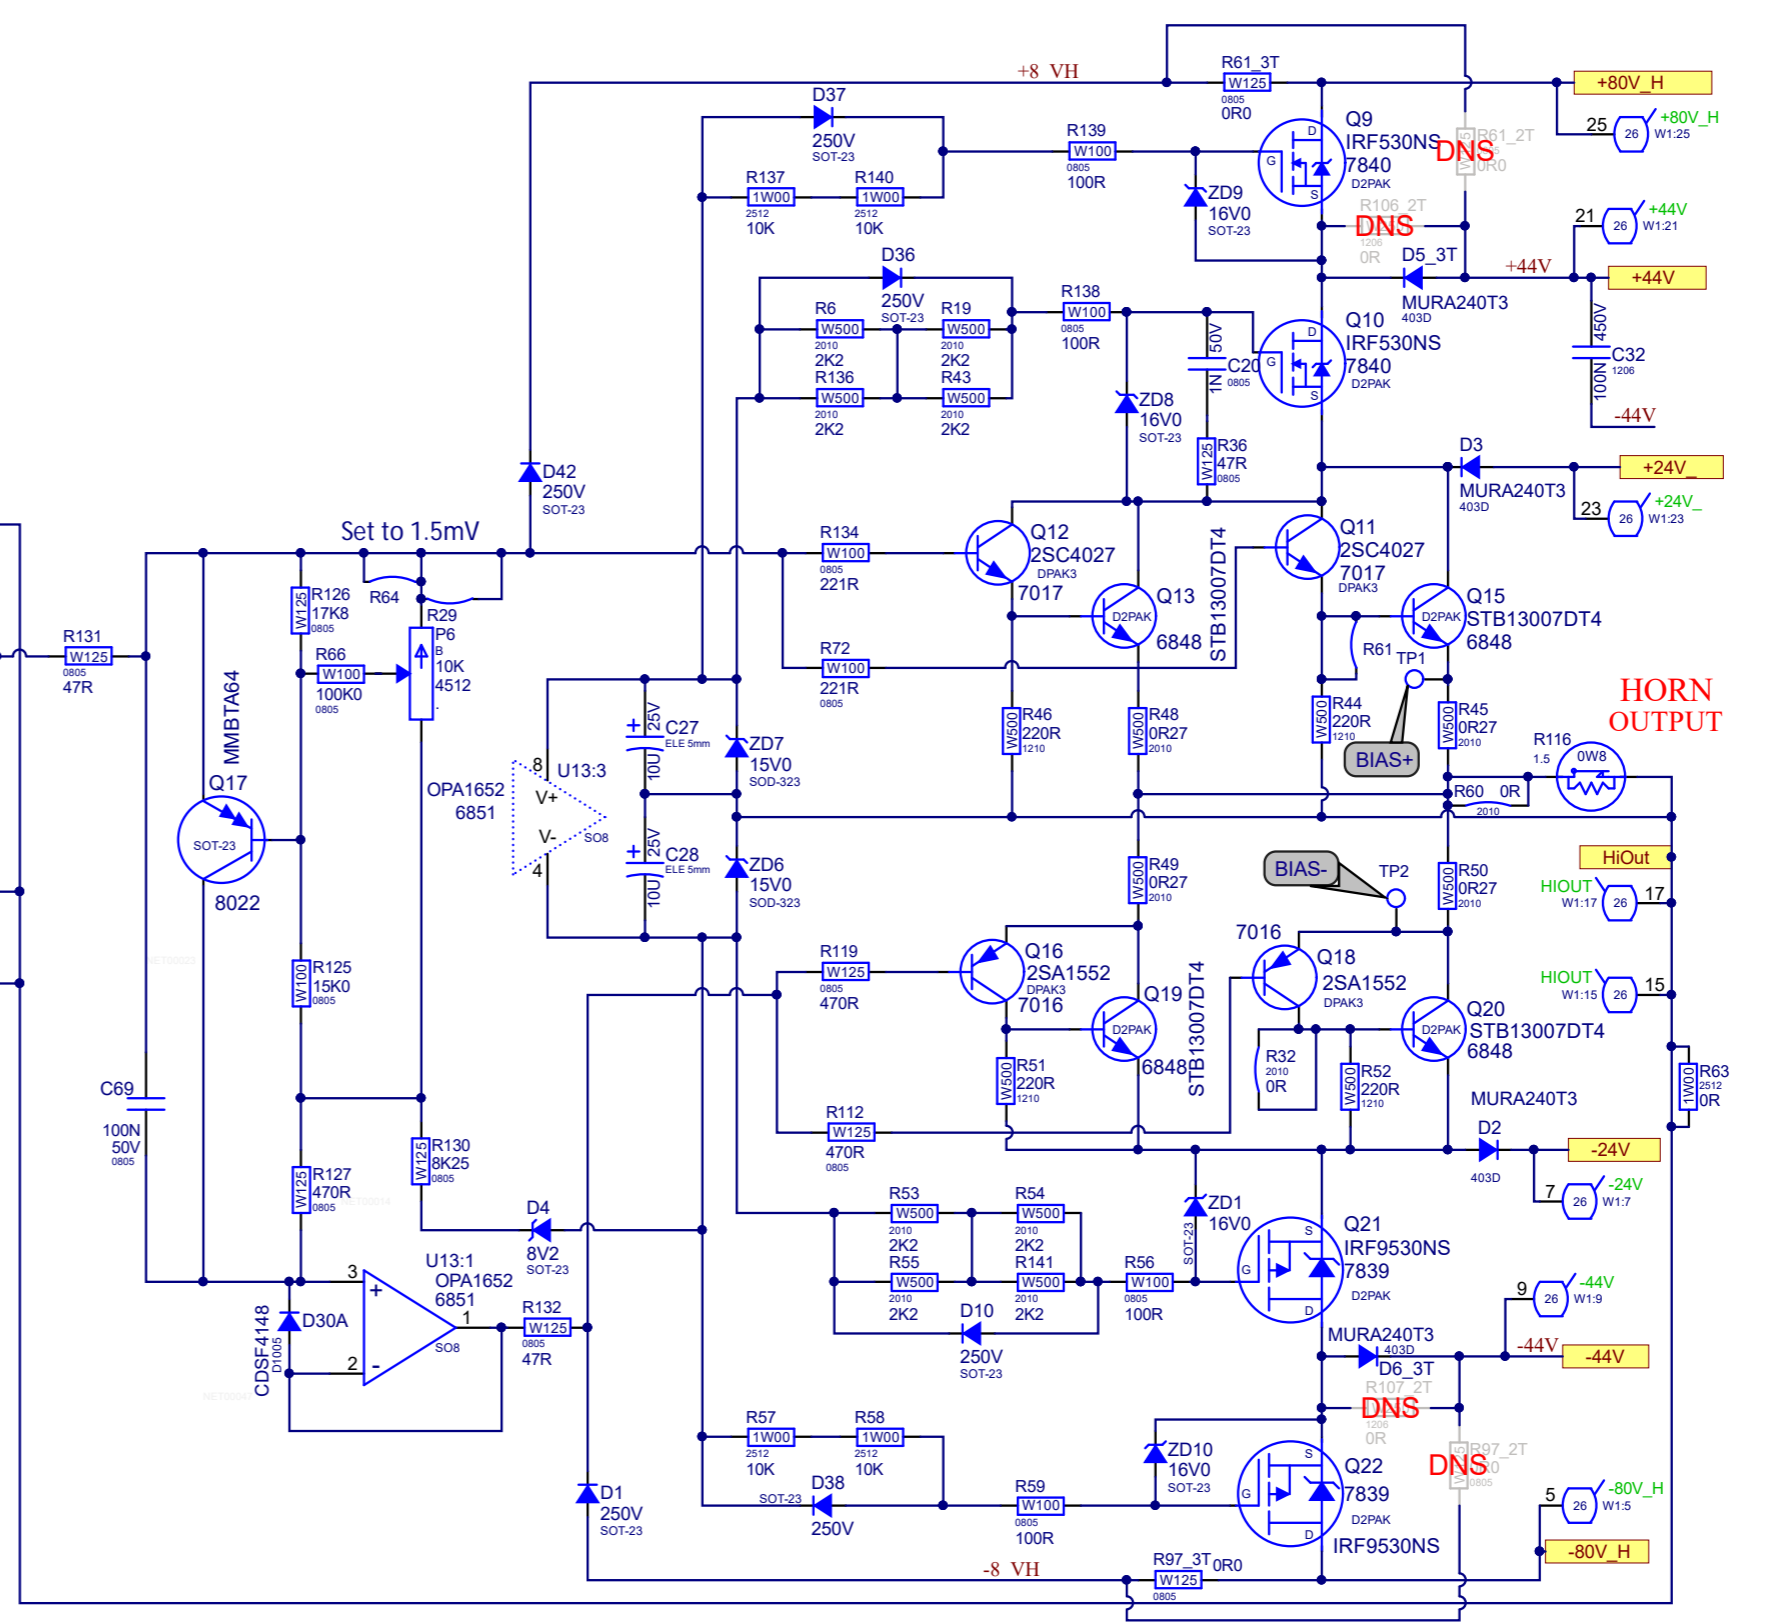 +8 VH
R61_3T
W125
0805
0R0
+80V_H
25
26
+80V_H
W1:25
D37
250V
SOT-23
R139
W100
0805
100R
Q9
IRF530NS
7840
D2PAK
D
G
S
DNS
R61_2T
0R0
R137
1W00
2512
10K
R140
1W00
2512
10K
ZD9
16V0
SOT-23
R106_2T
DNS
1206
0R
21
26
+44V
W1:21
D5_3T
MURA240T3
403D
+44V
+44V
D36
250V
SOT-23
R6
W500
2010
2K2
R19
W500
2010
2K2
R136
W500
2010
2K2
R43
W500
2010
2K2
R138
W100
0805
100R
50V
C20
1N
0805
Q10
IRF530NS
7840
D2PAK
D
G
S
450V
C32
1206
100N
-44V
ZD8
16V0
SOT-23
R36
W125
47R
0805
D3
MURA240T3
403D
+24V_
23
26
+24V_
W1:23
D42
250V
SOT-23
Set to 1.5mV
R134
W100
0805
221R
Q12
2SC4027
DPAK3
7017
Q13
D2PAK
6848
STB13007DT4
Q11
2SC4027
7017
DPAK3
Q15
D2PAK
STB13007DT4
6848
R126
W125
17K8
0805
R64
R29
P6
B
10K
4512
R131
W125
0805
47R
R66
W100
100K0
0805
R72
W100
221R
0805
R61
TP1
BIAS+
HORN
OUTPUT
MMBTA64
Q17
SOT-23
8022
R46
W500
220R
1210
R48
W500
0R27
2010
R44
W500
220R
1210
R45
W500
0R27
2010
R116
1.5
0W8
R60 0R
2010
U13:3
OPA1652
6851
8
V+
V-
4
SO8
25V
C27
ELE 5mm
10U
25V
C28
ELE 5mm
10U
ZD7
15V0
SOD-323
ZD6
15V0
SOD-323
R49
W500
0R27
2010
BIAS-
TP2
R50
W500
0R27
2010
HiOut
HIOUT
W1:17
26
17
HIOUT
W1:15
26
15
R125
W100
15K0
0805
NET00023
R119
W125
0805
470R
Q16
2SA1552
DPAK3
7016
Q19
D2PAK
6848
STB13007DT4
7016
Q18
2SA1552
DPAK3
Q20
D2PAK
STB13007DT4
6848
R51
W500
220R
1210
R32
2010
0R
R52
W500
220R
1210
R63
1W00
2512
0R
C69
100N
50V
0805
R112
W125
470R
0805
MURA240T3
D2
403D
-24V
7
26
-24V
W1:7
R130
W125
8K25
0805
R127
W125
470R
0805
NET00014
D4
8V2
SOT-23
R53
W500
2010
2K2
R54
W500
2010
2K2
R55
W500
2010
2K2
R141
W500
2010
2K2
R56
W100
0805
100R
ZD1
16V0
SOT-23
Q21
IRF9530NS
7839
D2PAK
S
G
D
D10
250V
SOT-23
U13:1
OPA1652
6851
3
+
2
-
1
SO8
R132
W125
0805
47R
CDSF4148
D1005
D30A
9
26
-44V
W1:9
MURA240T3
403D
D6_3T
-44V
-44V
R107_2T
DNS
1206
0R
DNS
R97_2T
0R0
0805
R57
1W00
2512
10K
R58
1W00
2512
10K
SOT-23
D38
250V
R59
W100
0805
100R
ZD10
16V0
SOT-23
Q22
7839
D2PAK
IRF9530NS
S
G
D
D1
250V
SOT-23
5
26
-80V_H
W1:5
-80V_H
-8 VH
R97_3T
0R0
W125
0805